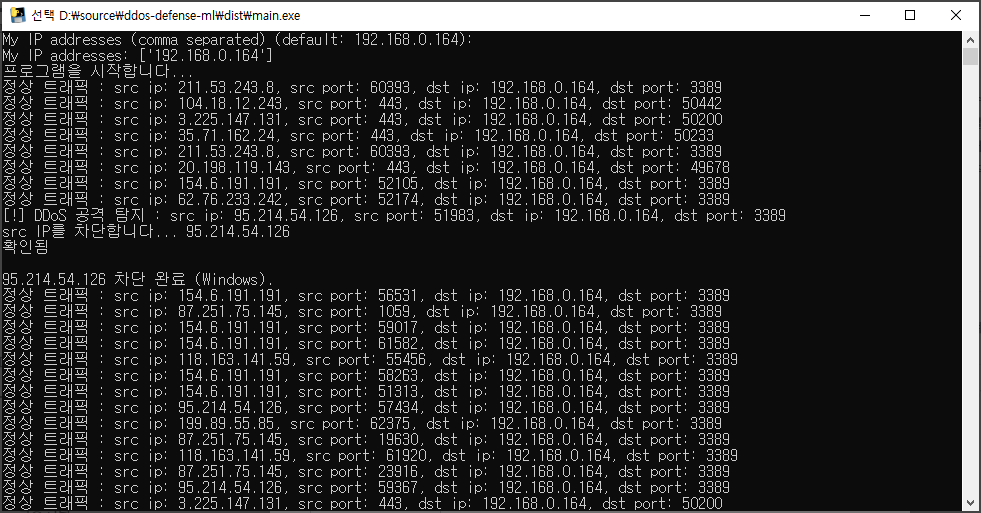 선택 D:\source\ddos-defense-ml\dist\main.exe
My IP addresses (comma separated) (default: 192.168.0.164):
My IP addresses: ['192.168.0.164']
프로그램을 시작합니다...
정상 트래픽 : src ip: 211.53.243.8, src port: 60393, dst ip: 192.168.0.164, dst port: 3389
정상 트래픽 : src ip: 104.18.12.243, src port: 443, dst ip: 192.168.0.164, dst port: 50442
정상 트래픽 : src ip: 3.225.147.131, src port: 443, dst ip: 192.168.0.164, dst port: 50200
정상 트래픽 : src ip: 35.71.162.24, src port: 443, dst ip: 192.168.0.164, dst port: 50233
정상 트래픽 : src ip: 211.53.243.8, src port: 60393, dst ip: 192.168.0.164, dst port: 3389
정상 트래픽 : src ip: 20.198.119.143, src port: 443, dst ip: 192.168.0.164, dst port: 49678
정상 트래픽 : src ip: 154.6.191.191, src port: 52105, dst ip: 192.168.0.164, dst port: 3389
정상 트래픽 : src ip: 62.76.233.242, src port: 52174, dst ip: 192.168.0.164, dst port: 3389
[!] DDoS 공격 탐지 : src ip: 95.214.54.126, src port: 51983, dst ip: 192.168.0.164, dst port: 3389
src IP를 차단합니다... 95.214.54.126
확인됨
95.214.54.126 차단 완료 (Windows).
정상 트래픽 : src ip: 154.6.191.191, src port: 56531, dst ip: 192.168.0.164, dst port: 3389
정상 트래픽 : src ip: 87.251.75.145, src port: 1059, dst ip: 192.168.0.164, dst port: 3389
정상 트래픽 : src ip: 154.6.191.191, src port: 59017, dst ip: 192.168.0.164, dst port: 3389
정상 트래픽 : src ip: 154.6.191.191, src port: 61582, dst ip: 192.168.0.164, dst port: 3389
정상 트래픽 : src ip: 118.163.141.59, src port: 55456, dst ip: 192.168.0.164, dst port: 3389
정상 트래픽 : src ip: 154.6.191.191, src port: 58263, dst ip: 192.168.0.164, dst port: 3389
정상 트래픽 : src ip: 154.6.191.191, src port: 51313, dst ip: 192.168.0.164, dst port: 3389
정상 트래픽 : src ip: 95.214.54.126, src port: 57434, dst ip: 192.168.0.164, dst port: 3389
정상 트래픽 : src ip: 199.89.55.85, src port: 62375, dst ip: 192.168.0.164, dst port: 3389
정상 트래픽 : src ip: 87.251.75.145, src port: 19630, dst ip: 192.168.0.164, dst port: 3389
정상 트래픽 : src ip: 118.163.141.59, src port: 61920, dst ip: 192.168.0.164, dst port: 3389
정상 트래픽 : src ip: 87.251.75.145, src port: 23916, dst ip: 192.168.0.164, dst port: 3389
정상 트래픽 : src ip: 95.214.54.126, src port: 59367, dst ip: 192.168.0.164, dst port: 3389
정상 트래픽 : src ip: 3.225.147.131, src port: 443, dst ip: 192.168.0.164, dst port: 50200